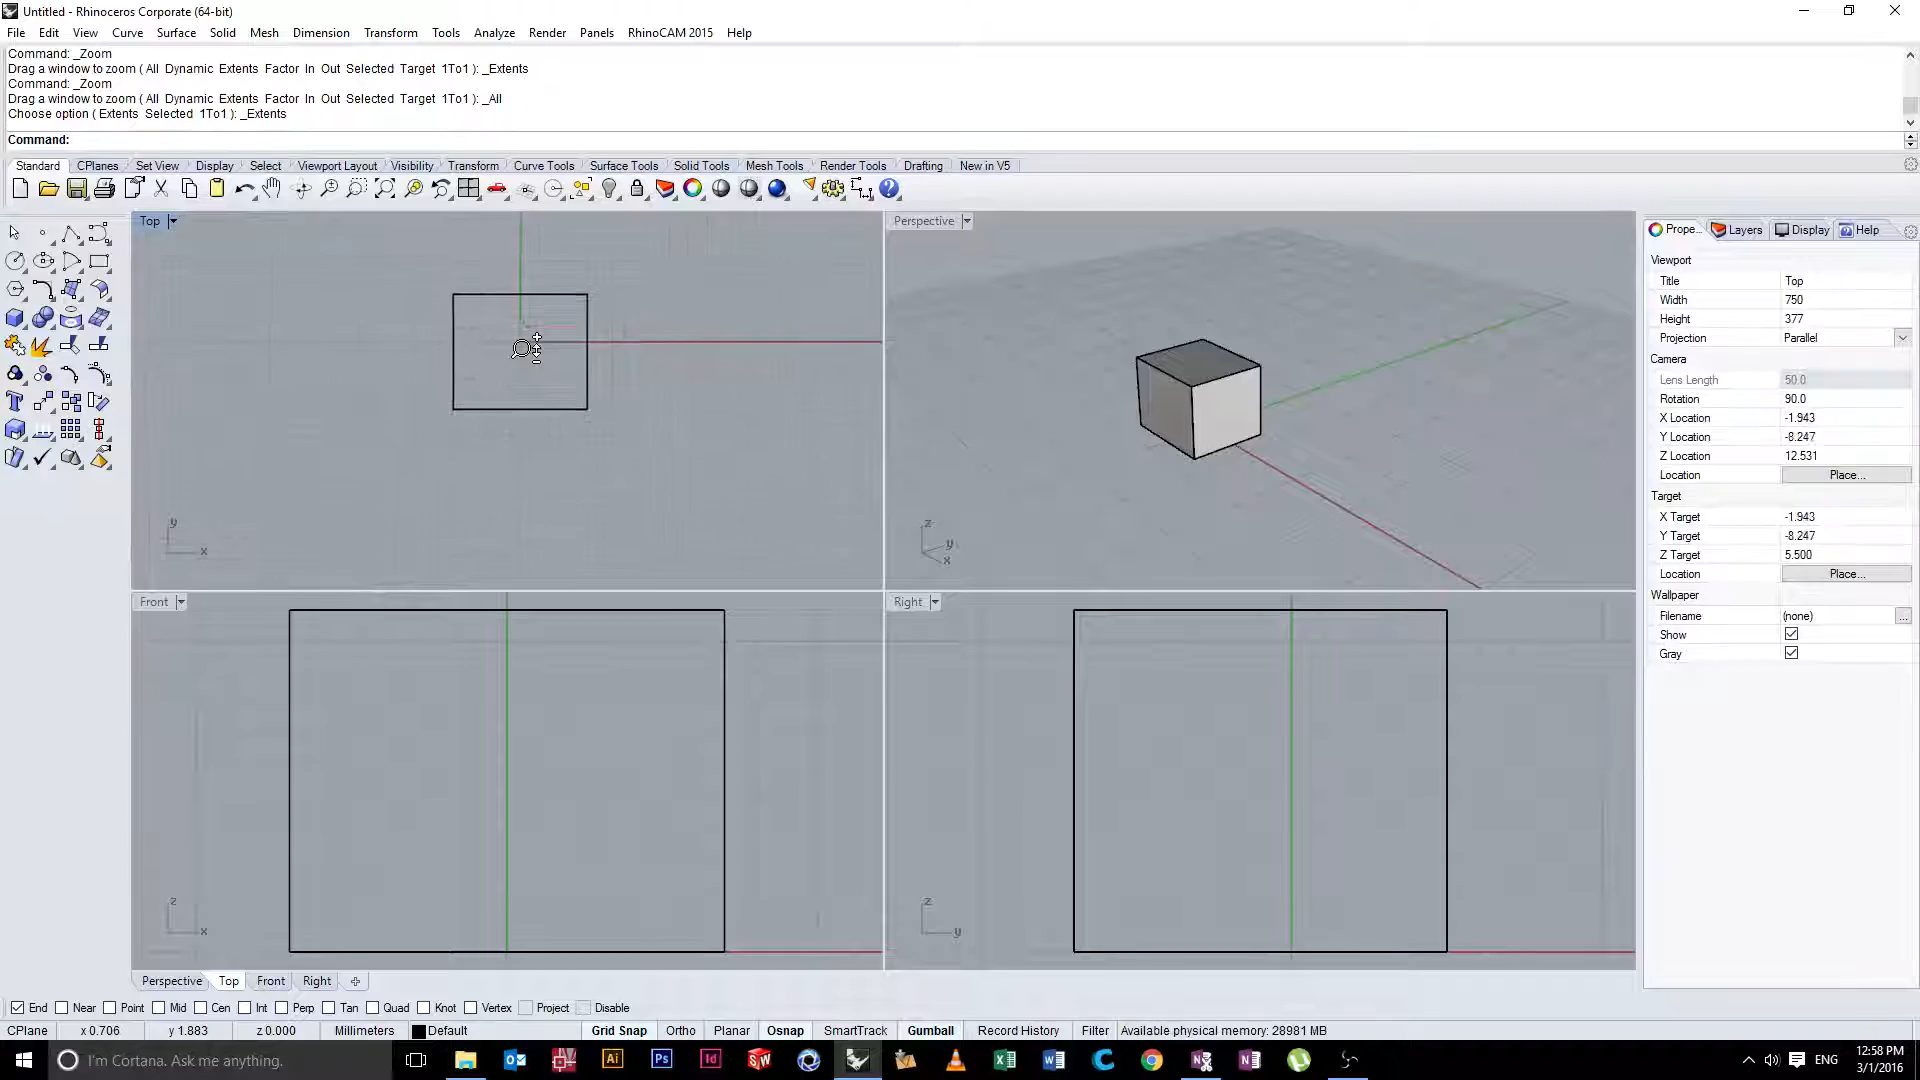 Untitled - Rhinoceros Corporate (64-bit)
File Edit View Curve Surface Solid Mesh Dimension Transform Tools Analyze Render Panels RhinoCAM 2015 Help
Command: _Zoom
Drag a window to zoom ( All Dynamic Extents Factor In Out Selected Target 1To1 ): _Extents
Command: _Zoom
Drag a window to zoom ( All Dynamic Extents Factor In Out Selected Target 1To1 ): _All
Choose option ( Extents Selected 1To1 ): _Extents
Command:
Standard CPlanes Set View Display Select Viewport Layout Visibility Transform Curve Tools Surface Tools Solid Tools Mesh Tools Render Tools Drafting New in V5
Top
y
x
Perspective
z
y
x
Front
z
x
Right
z
y
Prope... Layers Display Help
Viewport
Title Top
Width 750
Height 377
Projection Parallel
Camera
Lens Length 50.0
Rotation 90.0
X Location -1.943
Y Location -8.247
Z Location 12.531
Location Place...
Target
X Target -1.943
Y Target -8.247
Z Target 5.500
Location Place...
Wallpaper
Filename (none) ...
Show
Gray
Perspective Top Front Right
End Near Point Mid Cen Int Perp Tan Quad Knot Vertex Project Disable
CPlane x 0.706 y 1.883 z 0.000 Millimeters Default Grid Snap Ortho Planar Osnap SmartTrack Gumball Record History Filter Available physical memory: 28981 MB
I'm Cortana. Ask me anything.
Ai Ps Id SW
ENG
12:58 PM
3/1/2016